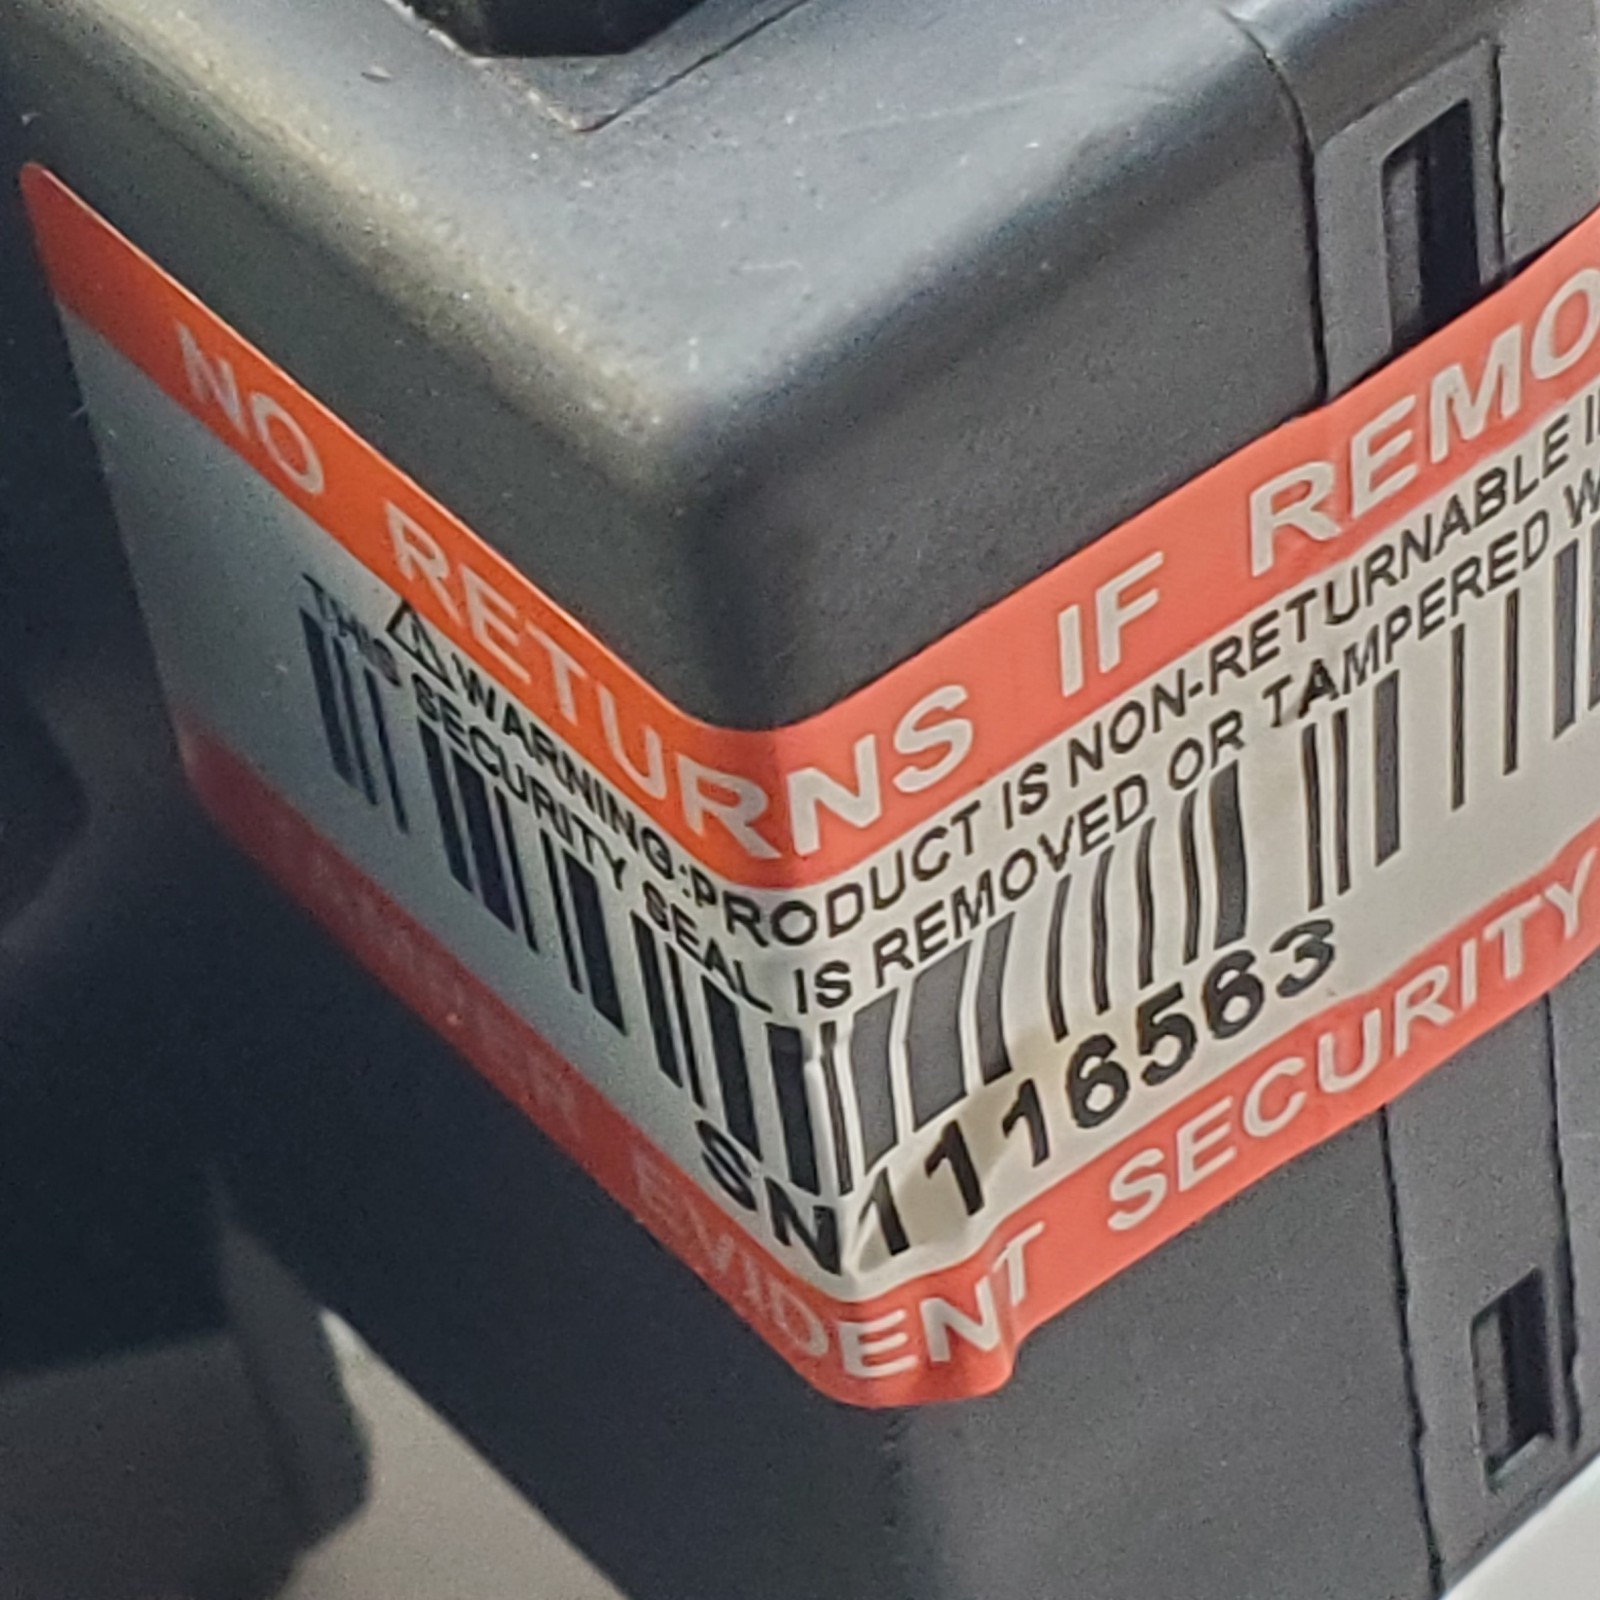 NO RETURNS IF REMO
⚠WARNING:PRODUCT IS NON-RETURNABLE I
THIS SECURITY SEAL IS REMOVED OR TAMPERED W
SN1116563
EVIDENT SECURITY